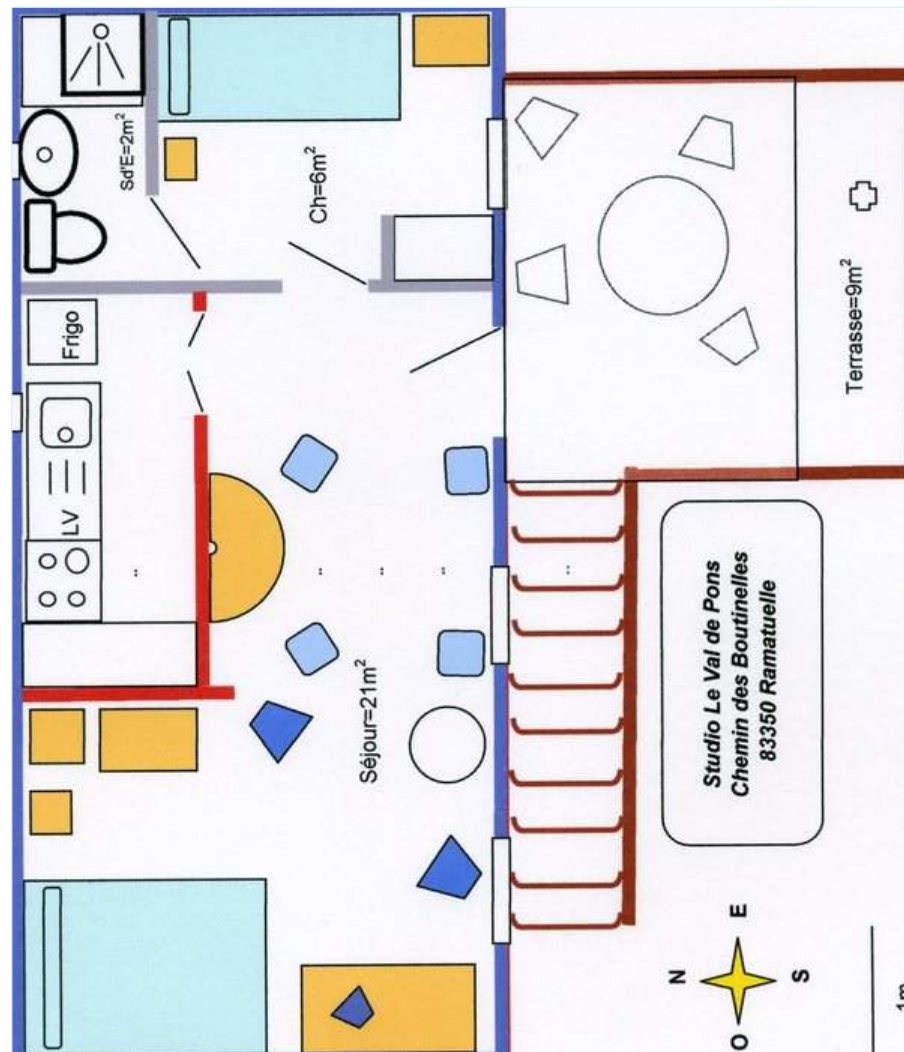 Sd'E=2m²
Ch=6m²
Terrasse=9m²
Frigo
LV
Séjour=21m²
Studio Le Val de Pons
Chemin des Boutinelles
83350 Ramatuelle
N
E
S
O
1m